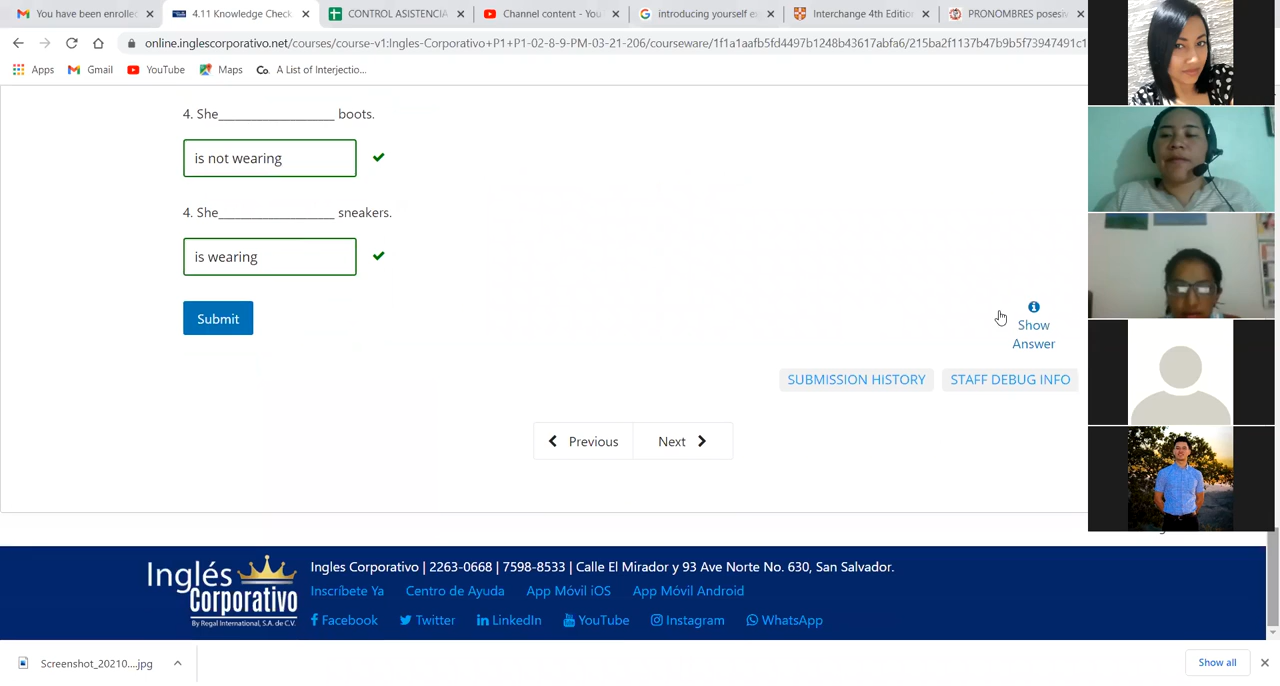 You have been enrolle
4.11 Knowledge Check
CONTROL ASISTENCIA
Channel content - You
introducing yourself e
Interchange 4th Edition
PRONOMBRES posesiv
online.inglescorporativo.net/courses/course-v1:Ingles-Corporativo+P1+P1-02-8-9-PM-03-21-206/courseware/1f1a1aafb5fd4497b1248b43617abfa6/215ba2f1137b47b9b5f73947491c1
Apps
Gmail
YouTube
Maps
Co. A List of Interjectio...
4. She__________________ boots.
is not wearing
4. She__________________ sneakers.
is wearing
Submit
Show
Answer
SUBMISSION HISTORY
STAFF DEBUG INFO
Previous
Next
Inglés
Corporativo
By Regal International, S.A. de C.V.
Ingles Corporativo | 2263-0668 | 7598-8533 | Calle El Mirador y 93 Ave Norte No. 630, San Salvador.
Inscríbete Ya
Centro de Ayuda
App Móvil iOS
App Móvil Android
Facebook
Twitter
LinkedIn
YouTube
Instagram
WhatsApp
Screenshot_20210....jpg
Show all